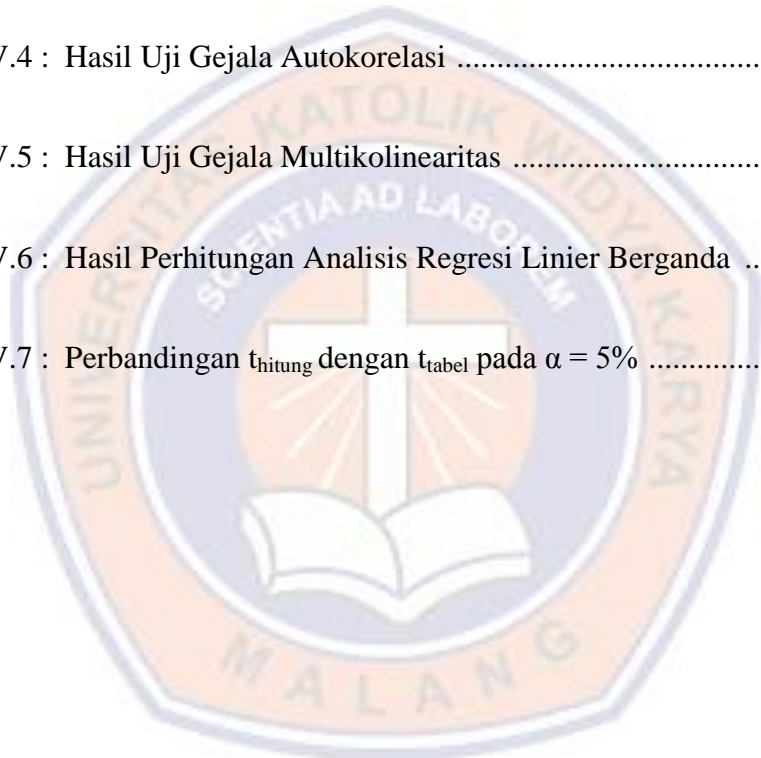 V.4 : Hasil Uji Gejala Autokorelasi ......................................
V.5 : Hasil Uji Gejala Multikolinearitas ...............................
V.6 : Hasil Perhitungan Analisis Regresi Linier Berganda ..
V.7 : Perbandingan thitung dengan ttabel pada α = 5% ..............
UNIVERSITAS KATOLIK WIDYA KARYA
SCIENTIA AD LABOREM
MALANG